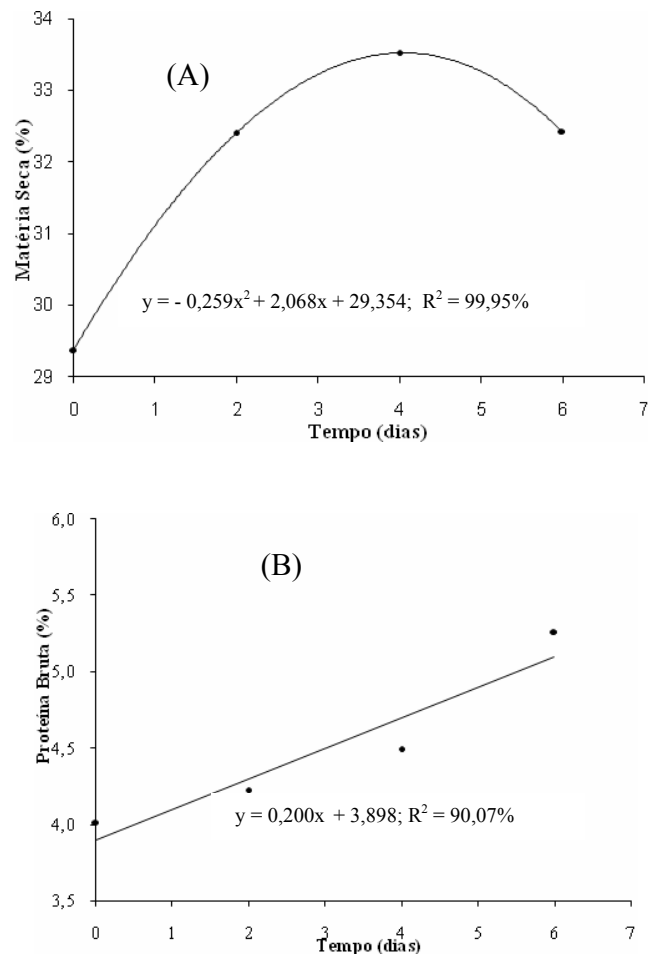 34
(A)
33
32
31
30
29
Matéria Seca (%)
y = - 0,259x² + 2,068x + 29,354; R² = 99,95%
0 1 2 3 4 5 6 7
Tempo (dias)
6,0
(B)
5,5
5,0
4,5
4,0
3,5
Proteína Bruta (%)
y = 0,200x + 3,898; R² = 90,07%
0 1 2 3 4 5 6 7
Tempo (dias)